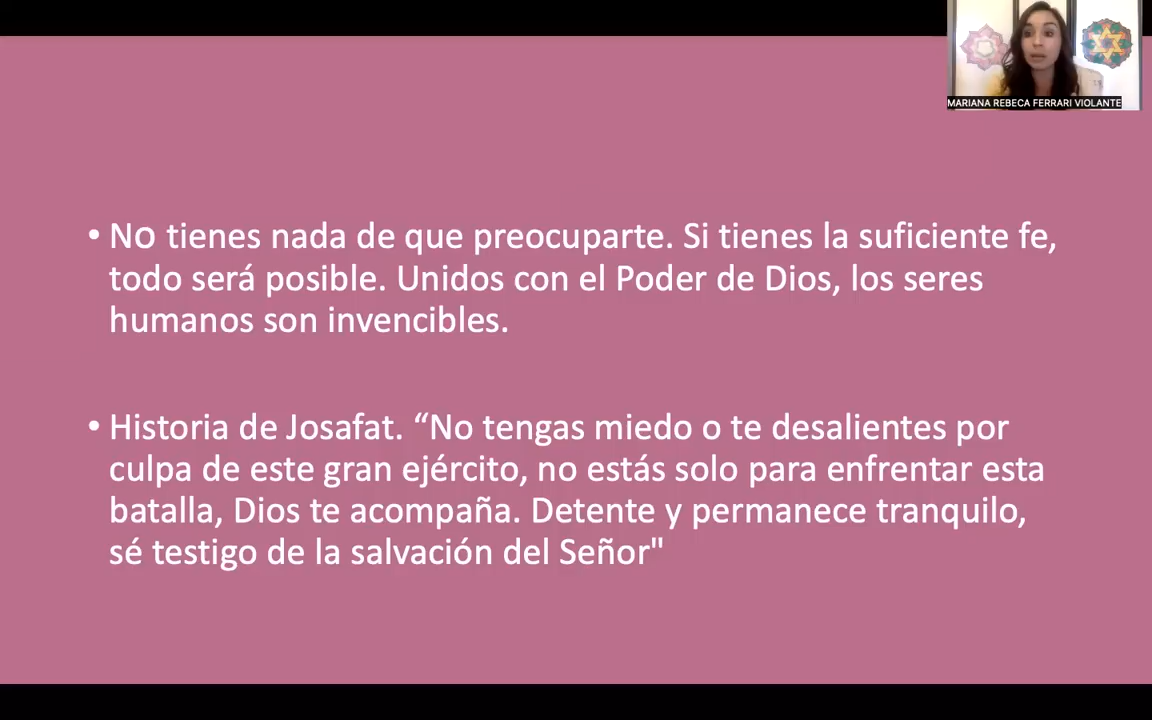 MARIANA REBECA FERRARI VIOLANTE
• No tienes nada de que preocuparte. Si tienes la suficiente fe,
todo será posible. Unidos con el Poder de Dios, los seres
humanos son invencibles.
• Historia de Josafat. “No tengas miedo o te desalientes por
culpa de este gran ejército, no estás solo para enfrentar esta
batalla, Dios te acompaña. Detente y permanece tranquilo,
sé testigo de la salvación del Señor"